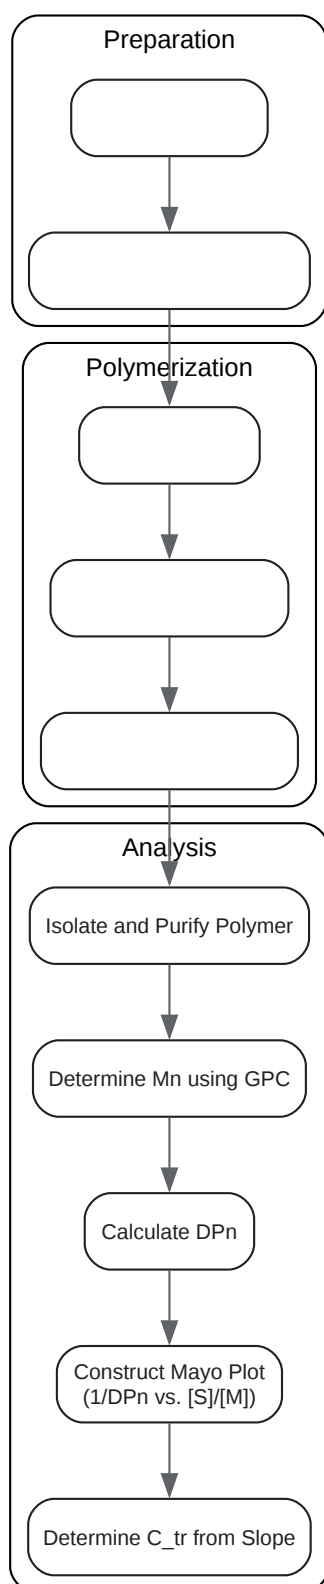 Preparation
Polymerization
Analysis
Isolate and Purify Polymer
Determine Mn using GPC
Calculate DPn
Construct Mayo Plot
(1/DPn vs. [S]/[M])
Determine C_tr from Slope